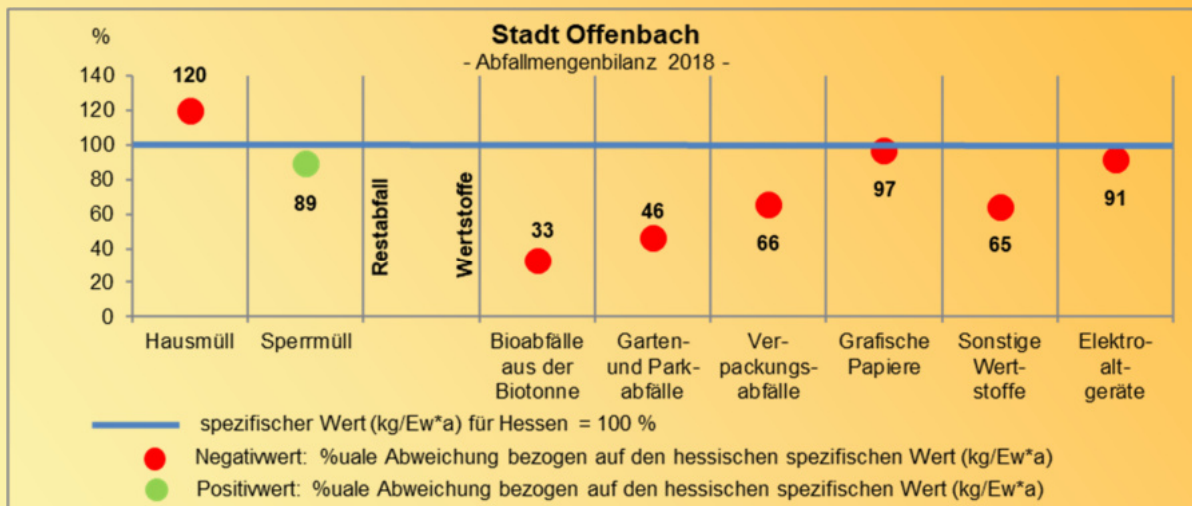 Stadt Offenbach
- Abfallmengenbilanz 2018 -
%
140
120
100
80
60
40
20
0
120
89
Restabfall
Wertstoffe
33
46
66
97
65
91
Hausmüll
Sperrmüll
Bioabfälle
aus der
Biotonne
Garten-
und Park-
abfälle
Ver-
packungs-
abfälle
Grafische
Papiere
Sonstige
Wert-
stoffe
Elektro-
alt-
geräte
spezifischer Wert (kg/Ew*a) für Hessen = 100 %
Negativwert: %uale Abweichung bezogen auf den hessischen spezifischen Wert (kg/Ew*a)
Positivwert: %uale Abweichung bezogen auf den hessischen spezifischen Wert (kg/Ew*a)